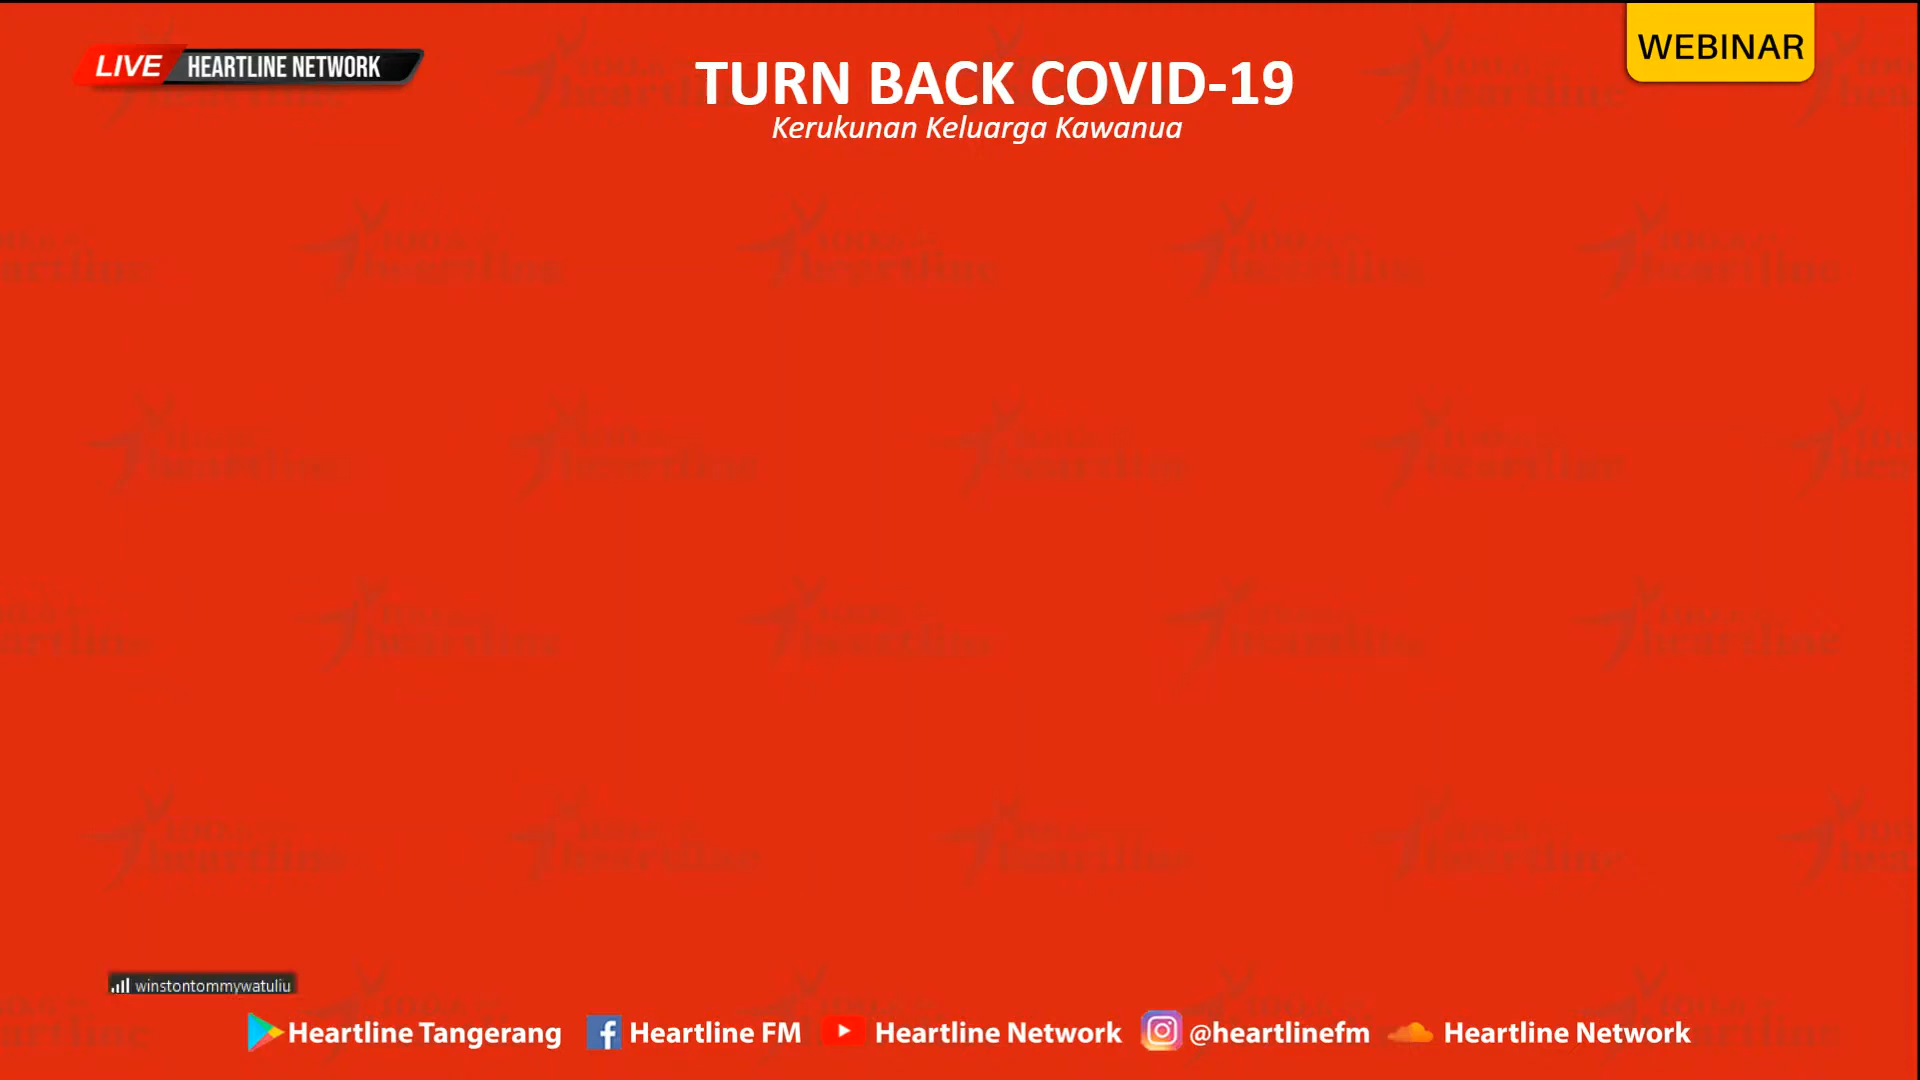 LIVE HEARTLINE NETWORK
TURN BACK COVID-19
Kerukunan Keluarga Kawanua
WEBINAR
heartline
winstontommywatuliu
Heartline Tangerang Heartline FM Heartline Network @heartlinefm Heartline Network